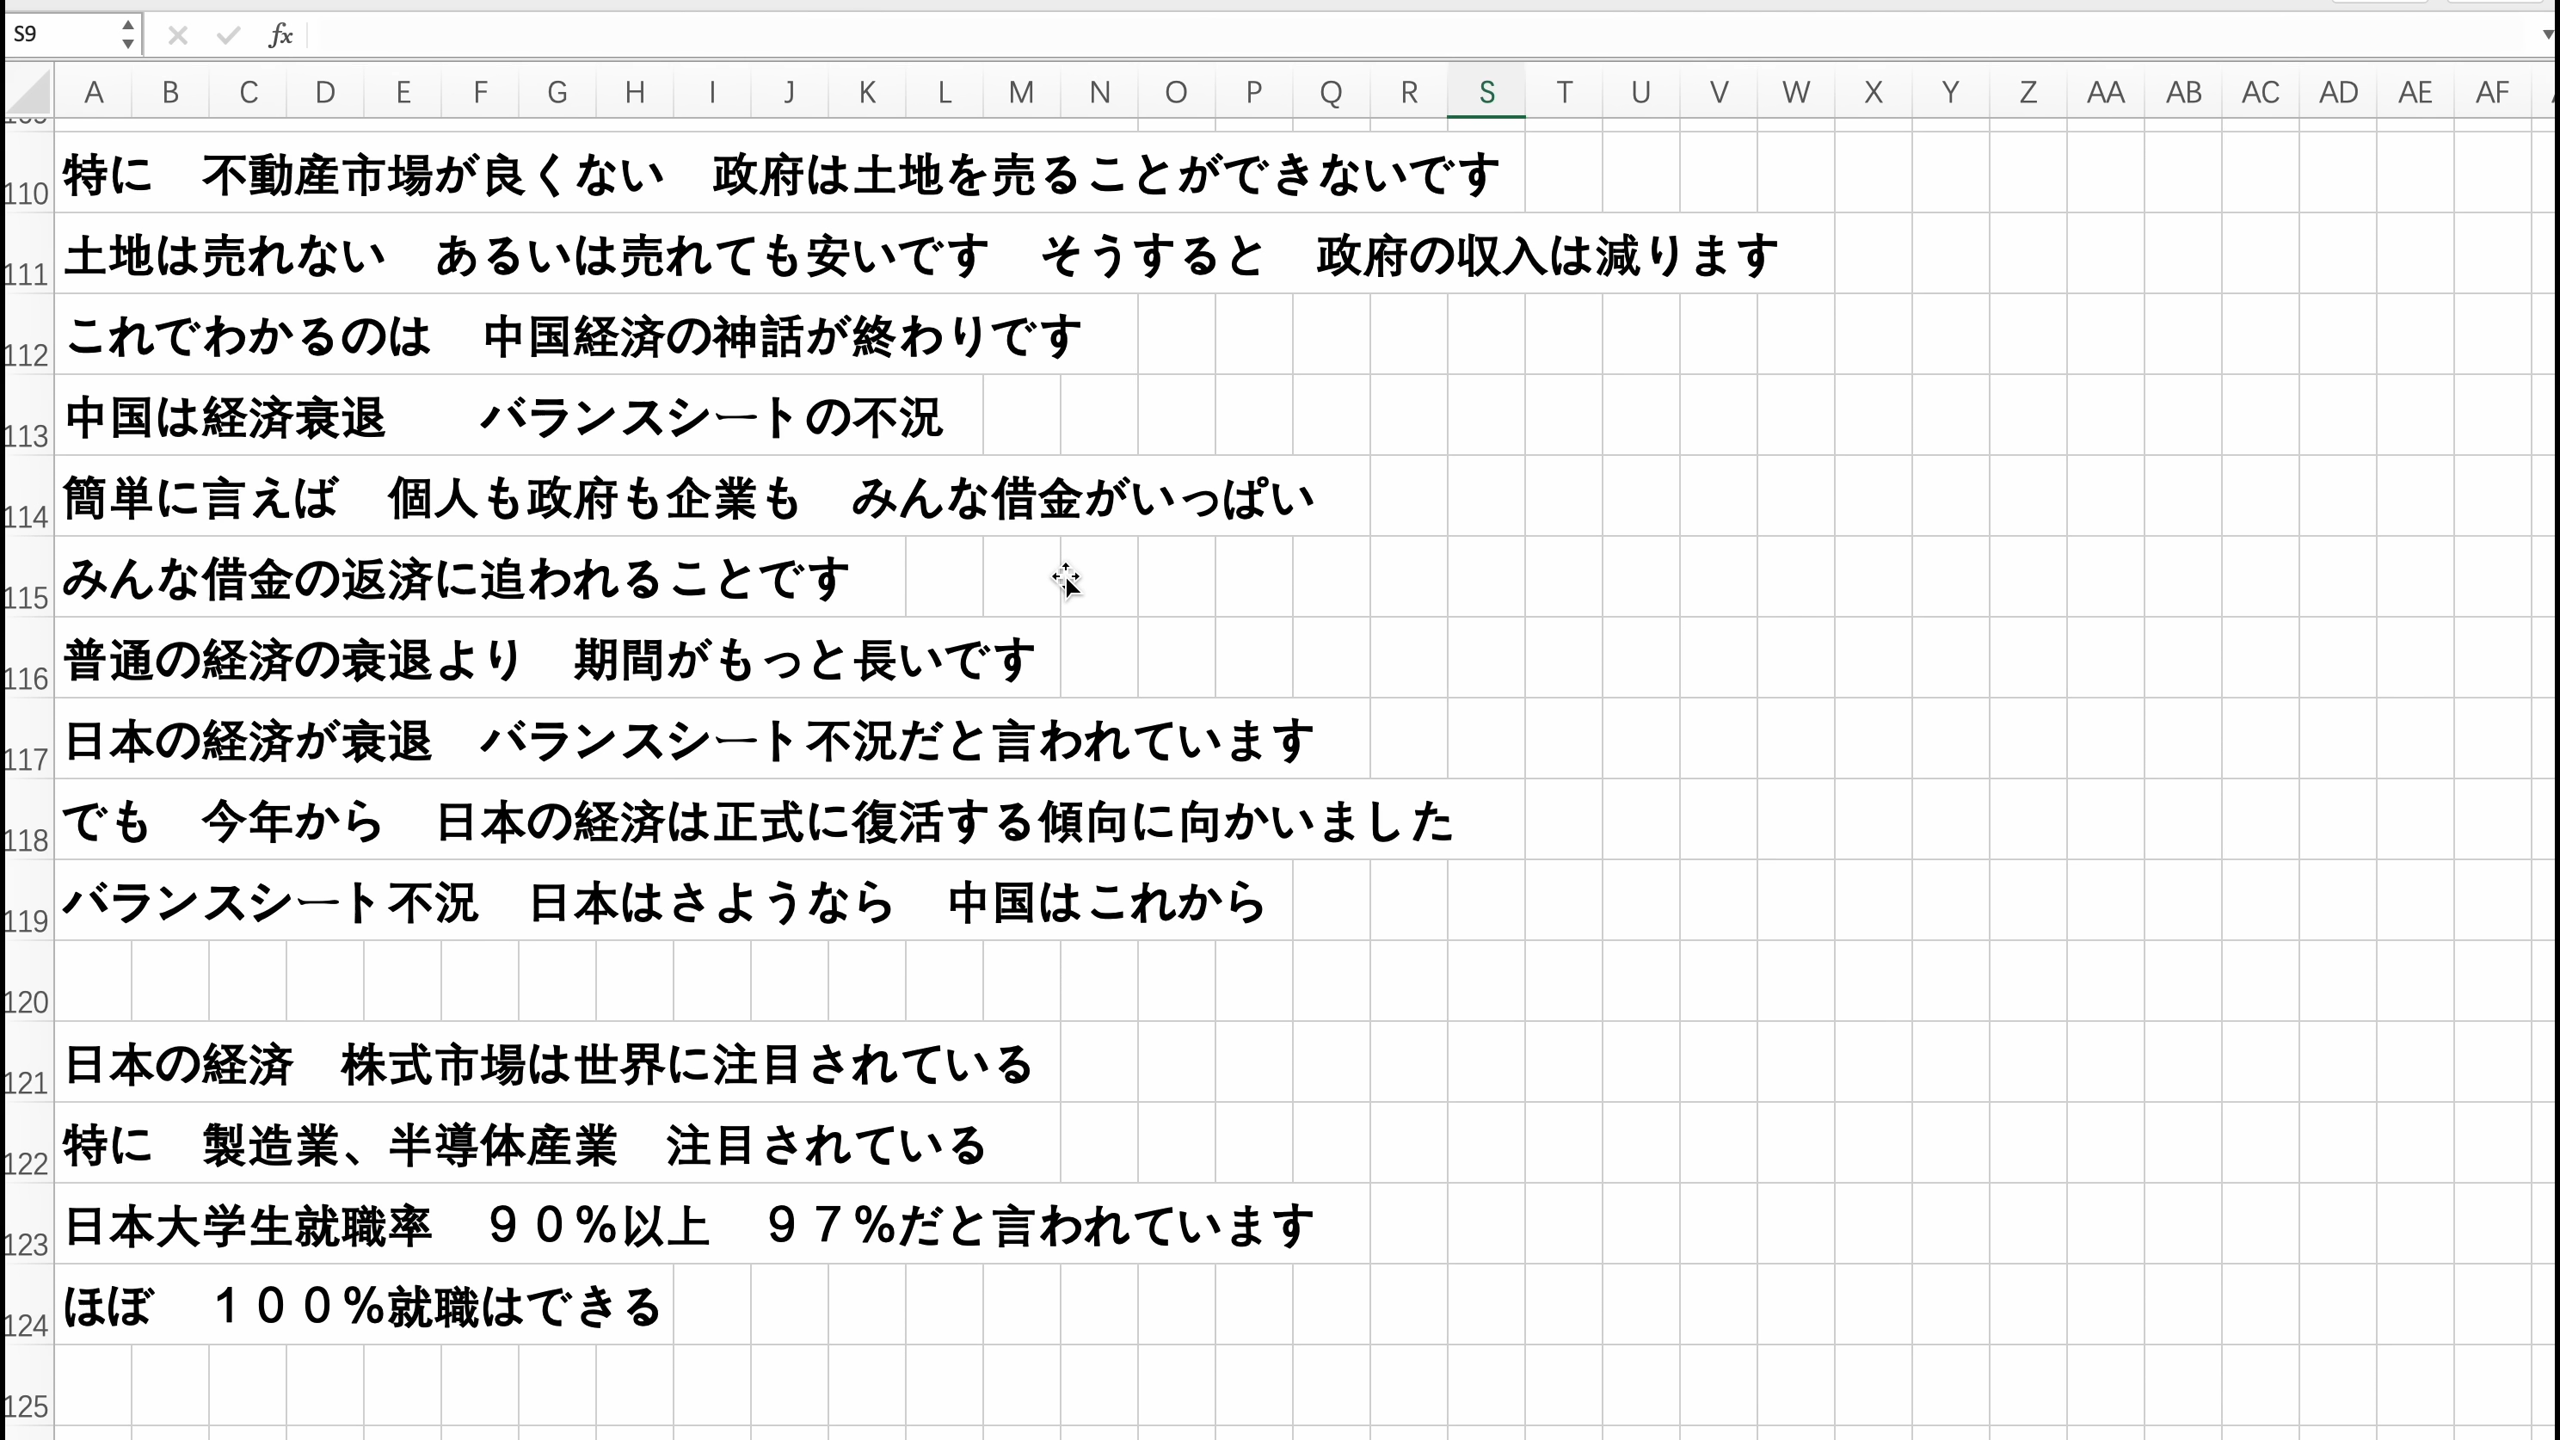 S9 fx
A B C D E F G H I J K L M N O P Q R S T U V W X Y Z AA AB AC AD AE AF
110 特に　不動産市場が良くない　政府は土地を売ることができないです
111 土地は売れない　あるいは売れても安いです　そうすると　政府の収入は減ります
112 これでわかるのは　中国経済の神話が終わりです
113 中国は経済衰退　　バランスシートの不況
114 簡単に言えば　個人も政府も企業も　みんな借金がいっぱい
115 みんな借金の返済に追われることです
116 普通の経済の衰退より　期間がもっと長いです
117 日本の経済が衰退　バランスシート不況だと言われています
118 でも　今年から　日本の経済は正式に復活する傾向に向かいました
119 バランスシート不況　日本はさようなら　中国はこれから
120
121 日本の経済　株式市場は世界に注目されている
122 特に　製造業、半導体産業　注目されている
123 日本大学生就職率　９０％以上　９７％だと言われています
124 ほぼ　１００％就職はできる
125